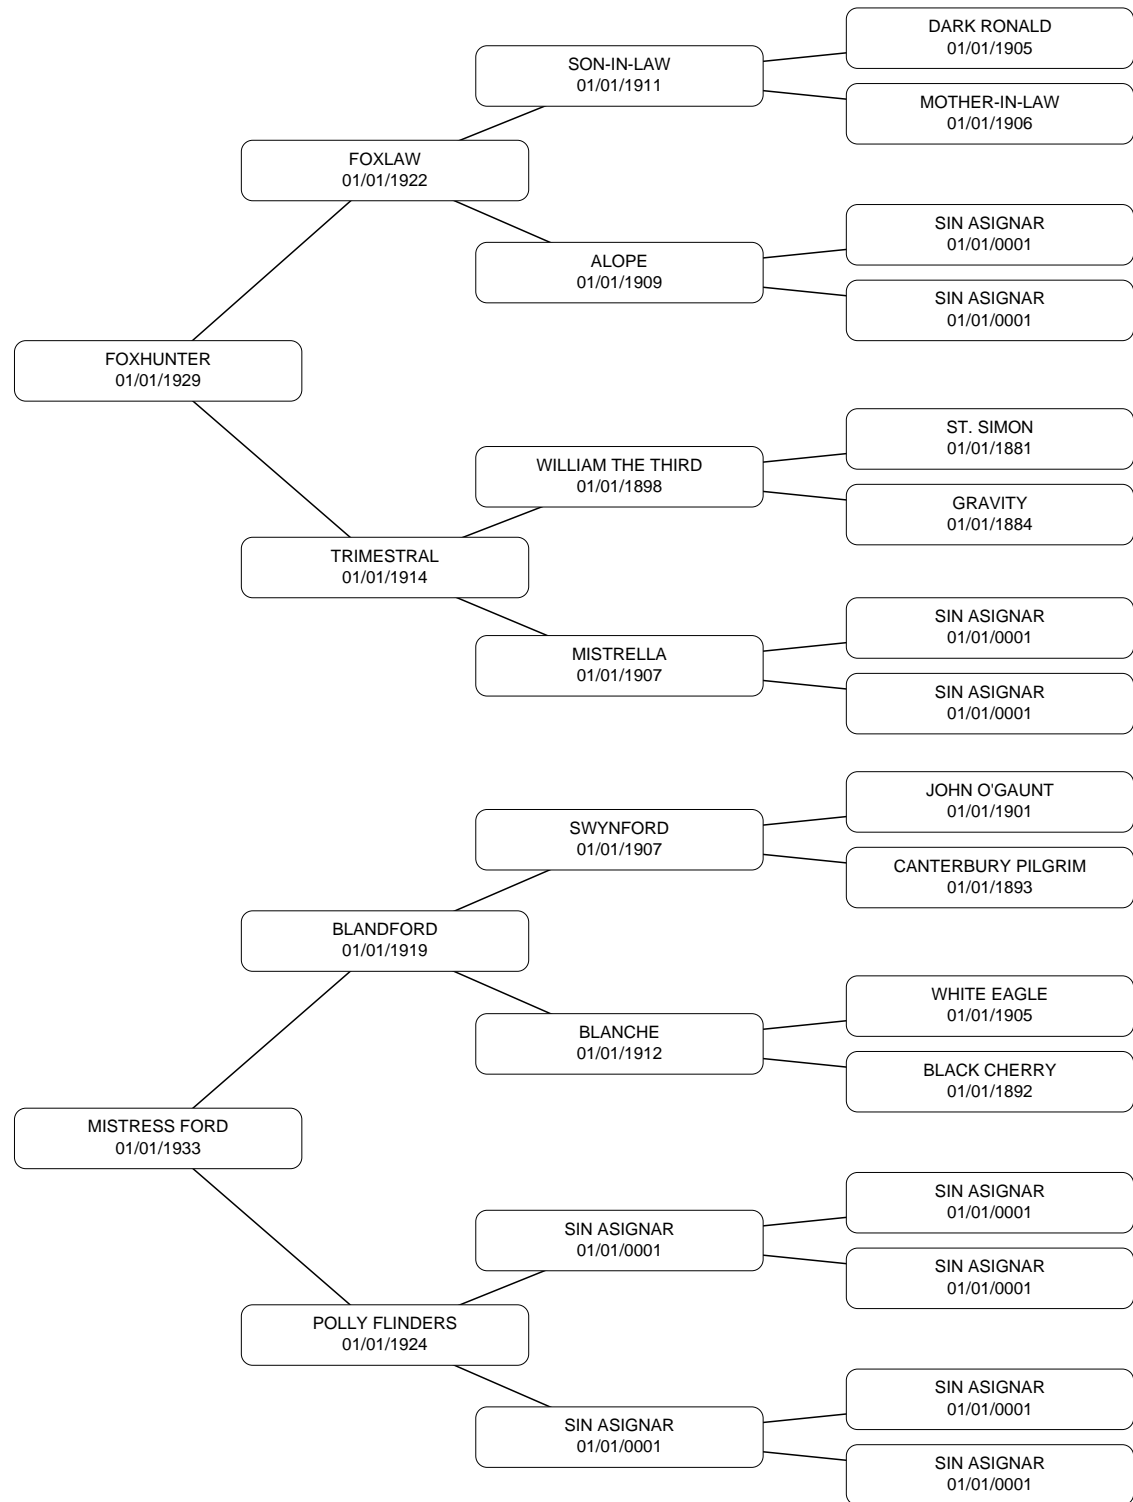 DARK RONALD
01/01/1905
SON-IN-LAW
01/01/1911
MOTHER-IN-LAW
01/01/1906
FOXLAW
01/01/1922
SIN ASIGNAR
01/01/0001
ALOPE
01/01/1909
SIN ASIGNAR
01/01/0001
FOXHUNTER
01/01/1929
ST. SIMON
01/01/1881
WILLIAM THE THIRD
01/01/1898
GRAVITY
01/01/1884
TRIMESTRAL
01/01/1914
SIN ASIGNAR
01/01/0001
MISTRELLA
01/01/1907
SIN ASIGNAR
01/01/0001
JOHN O'GAUNT
01/01/1901
SWYNFORD
01/01/1907
CANTERBURY PILGRIM
01/01/1893
BLANDFORD
01/01/1919
WHITE EAGLE
01/01/1905
BLANCHE
01/01/1912
BLACK CHERRY
01/01/1892
MISTRESS FORD
01/01/1933
SIN ASIGNAR
01/01/0001
SIN ASIGNAR
01/01/0001
SIN ASIGNAR
01/01/0001
POLLY FLINDERS
01/01/1924
SIN ASIGNAR
01/01/0001
SIN ASIGNAR
01/01/0001
SIN ASIGNAR
01/01/0001